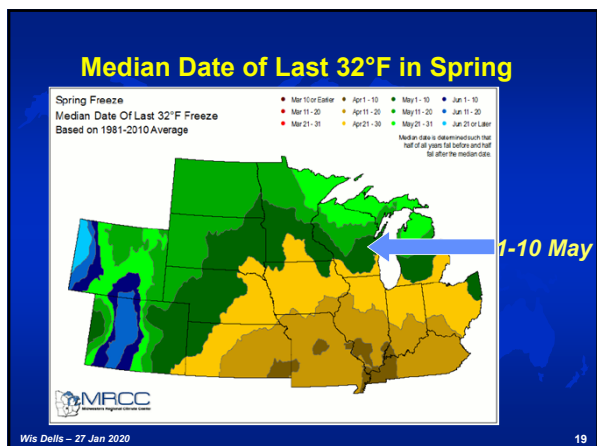 Median Date of Last 32°F in Spring
Spring Freeze
Median Date Of Last 32°F Freeze
Based on 1981-2010 Average
Mar 10 or Earlier
Mar 11 - 20
Mar 21 - 31
Apr 1 - 10
Apr 11 - 20
Apr 21 - 30
May 1 - 10
May 11 - 20
May 21 - 31
Jun 1 - 10
Jun 11 - 20
Jun 21 or Later
Median date is determined such that
half of all years fall before and half
fall after the median date.
1-10 May
MRCC
Midwestern Regional Climate Center
Wis Dells – 27 Jan 2020
19